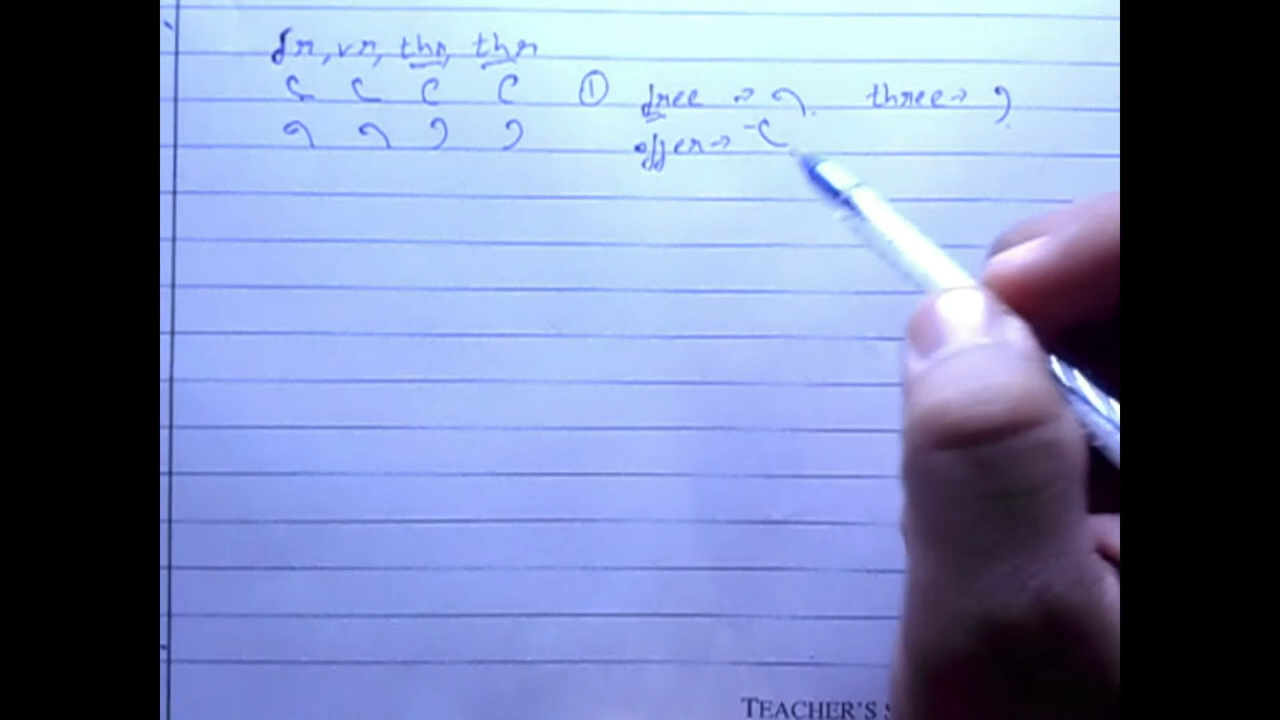 fr, vr, thr, thr
① free → three →
offer →
TEACHER'S S